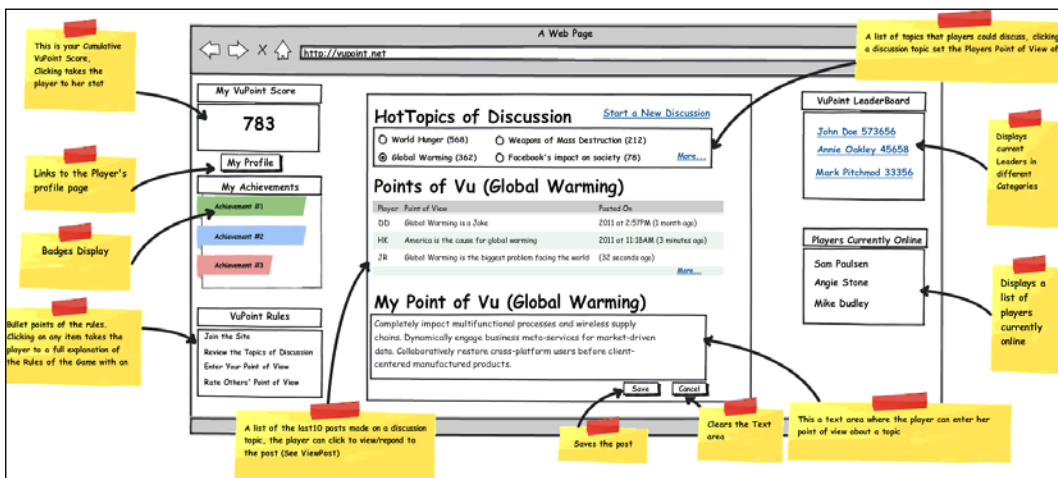 A Web Page
http://vupoint.net
This is your Cumulative
VuPoint Score,
Clicking takes the
player to her stat
Links to the Player's
profile page
Badges Display
Bullet points of the rules.
Clicking on any item takes the
player to a full explanation of
the Rules of the Game with an
My VuPoint Score
783
My Profile
My Achievements
Achievement #1
Achievement #2
Achievement #3
VuPoint Rules
Join the Site
Review the Topics of Discussion
Enter Your Point of View
Rate Others' Point of View
HotTopics of Discussion
Start a New Discussion
World Hunger (568) Weapons of Mass Destruction (212)
Global Warming (362) Facebook's impact on society (78) More...
Points of Vu (Global Warming)
Player Point of View Posted On
DD Global Warming is a Joke 2011 at 2:57PM (1 month ago)
HK America is the cause for global warming 2011 at 11:18AM (3 minutes ago)
JR Global Warming is the biggest problem facing the world (32 seconds ago)
More...
My Point of Vu (Global Warming)
Completely impact multifunctional processes and wireless supply
chains. Dynamically engage business meta-services for market-driven
data. Collaboratively restore cross-platform users before client-
centered manufactured products.
Save Cancel
VuPoint LeaderBoard
John Doe 573656
Annie Oakley 45658
Mark Pitchmod 33356
Players Currently Online
Sam Paulsen
Angie Stone
Mike Dudley
A list of topics that players could discuss, clicking
a discussion topic set the Players Point of View of
Displays
current
Leaders in
different
Categories
Displays a
list of
players
currently
online
A list of the last10 posts made on a discussion
topic, the player can click to view/repond to
the post (See ViewPost)
Saves the post
Clears the Text
area
This a text area where the player can enter her
point of view about a topic